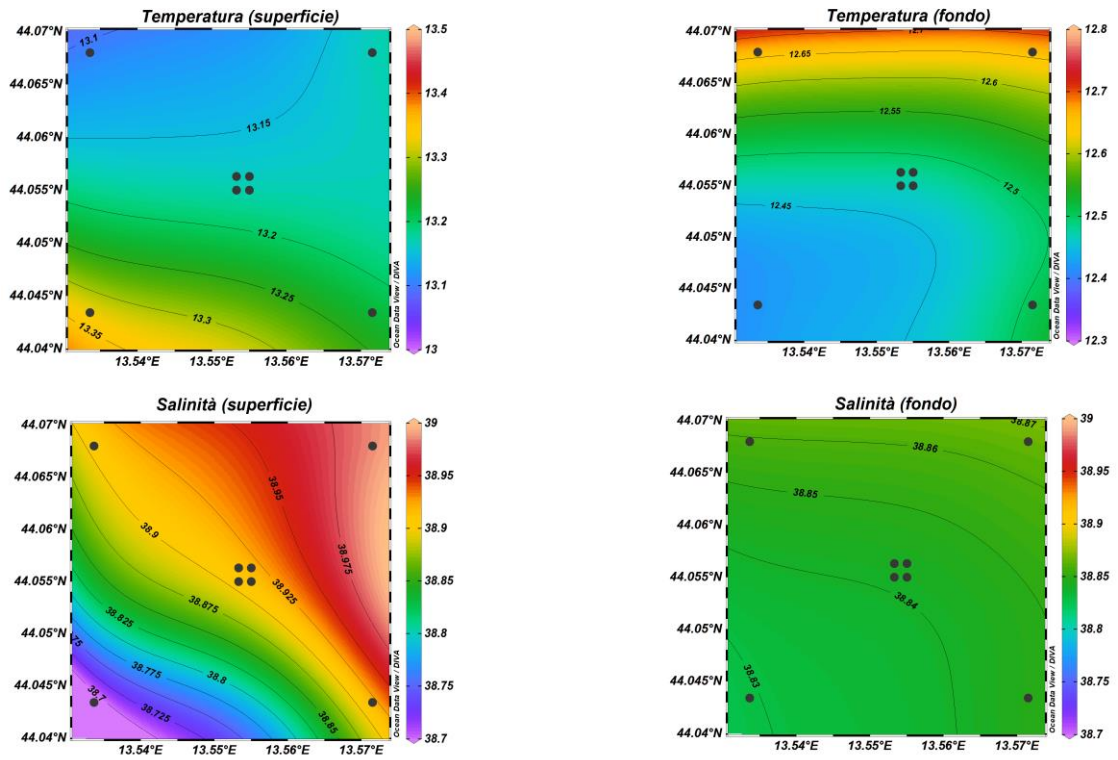 Temperatura (superficie)
44.07°N
44.065°N
44.06°N
44.055°N
44.05°N
44.045°N
44.04°N
13.1
13.15
13.2
13.25
13.3
13.35
13.54°E 13.55°E 13.56°E 13.57°E
Ocean Data View / DIVA
13.5
13.4
13.3
13.2
13.1
13
Temperatura (fondo)
44.07°N
44.065°N
44.06°N
44.055°N
44.05°N
44.045°N
44.04°N
12.7
12.65
12.6
12.55
12.5
12.45
13.54°E 13.55°E 13.56°E 13.57°E
Ocean Data View / DIVA
12.8
12.7
12.6
12.5
12.4
12.3
Salinità (superficie)
44.07°N
44.065°N
44.06°N
44.055°N
44.05°N
44.045°N
44.04°N
38.95
38.9
38.975
38.925
38.875
38.825
75
38.775
38.8
38.7
38.725
38.85
13.54°E 13.55°E 13.56°E 13.57°E
Ocean Data View / DIVA
39
38.95
38.9
38.85
38.8
38.75
38.7
Salinità (fondo)
44.07°N
44.065°N
44.06°N
44.055°N
44.05°N
44.045°N
44.04°N
38.87
38.86
38.85
38.84
38.83
13.54°E 13.55°E 13.56°E 13.57°E
Ocean Data View / DIVA
39
38.95
38.9
38.85
38.8
38.75
38.7